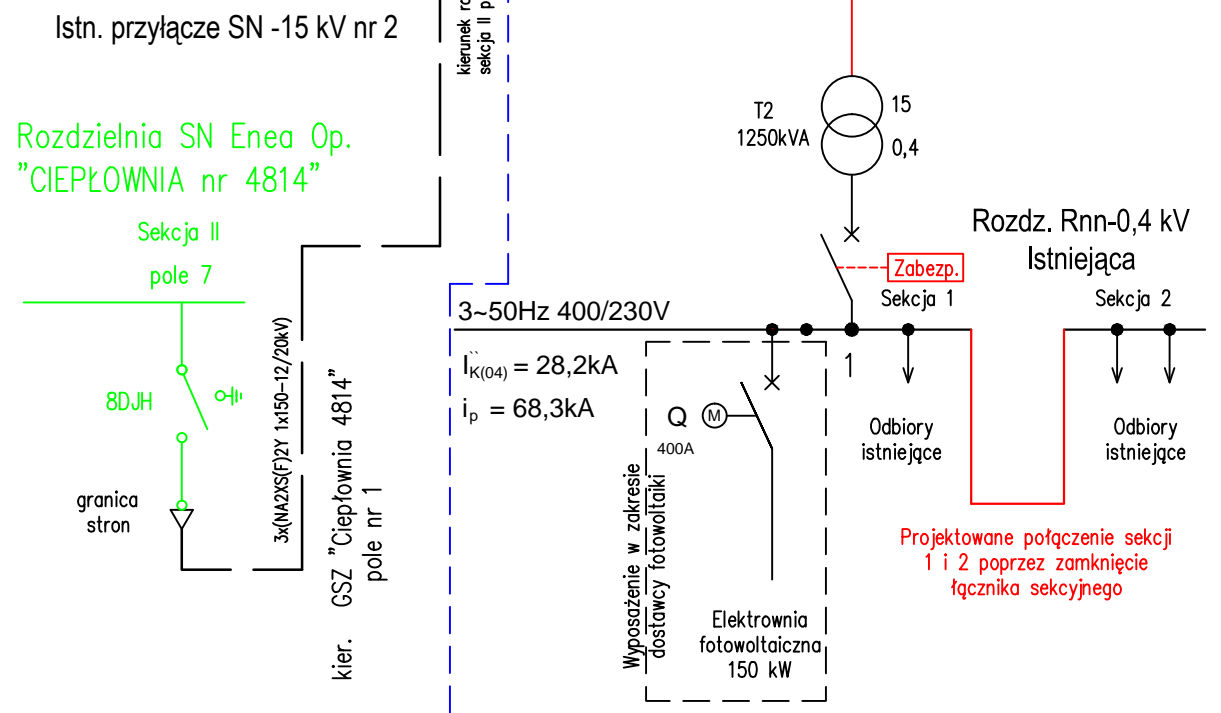 Istn. przyłącze SN -15 kV nr 2
kierunek
sekcja II p
Rozdzielnia SN Enea Op.
"CIEPŁOWNIA nr 4814"
Sekcja II
pole 7
8DJH
granica
stron
3x(NA2XS(F)2Y 1x150-12/20kV)
kier. GSZ "Ciepłownia 4814"
pole nr 1
T2
1250kVA
15
0,4
Zabezp.
Rozdz. Rnn-0,4 kV
Istniejąca
Sekcja 1
Sekcja 2
3~50Hz 400/230V
I"K(04) = 28,2kA
ip = 68,3kA
1
Q
M
400A
Odbiory
istniejące
Odbiory
istniejące
Wyposażenie w zakresie
dostawcy fotowoltaiki
Elektrownia
fotowoltaiczna
150 kW
Projektowane połączenie sekcji
1 i 2 poprzez zamknięcie
łącznika sekcyjnego